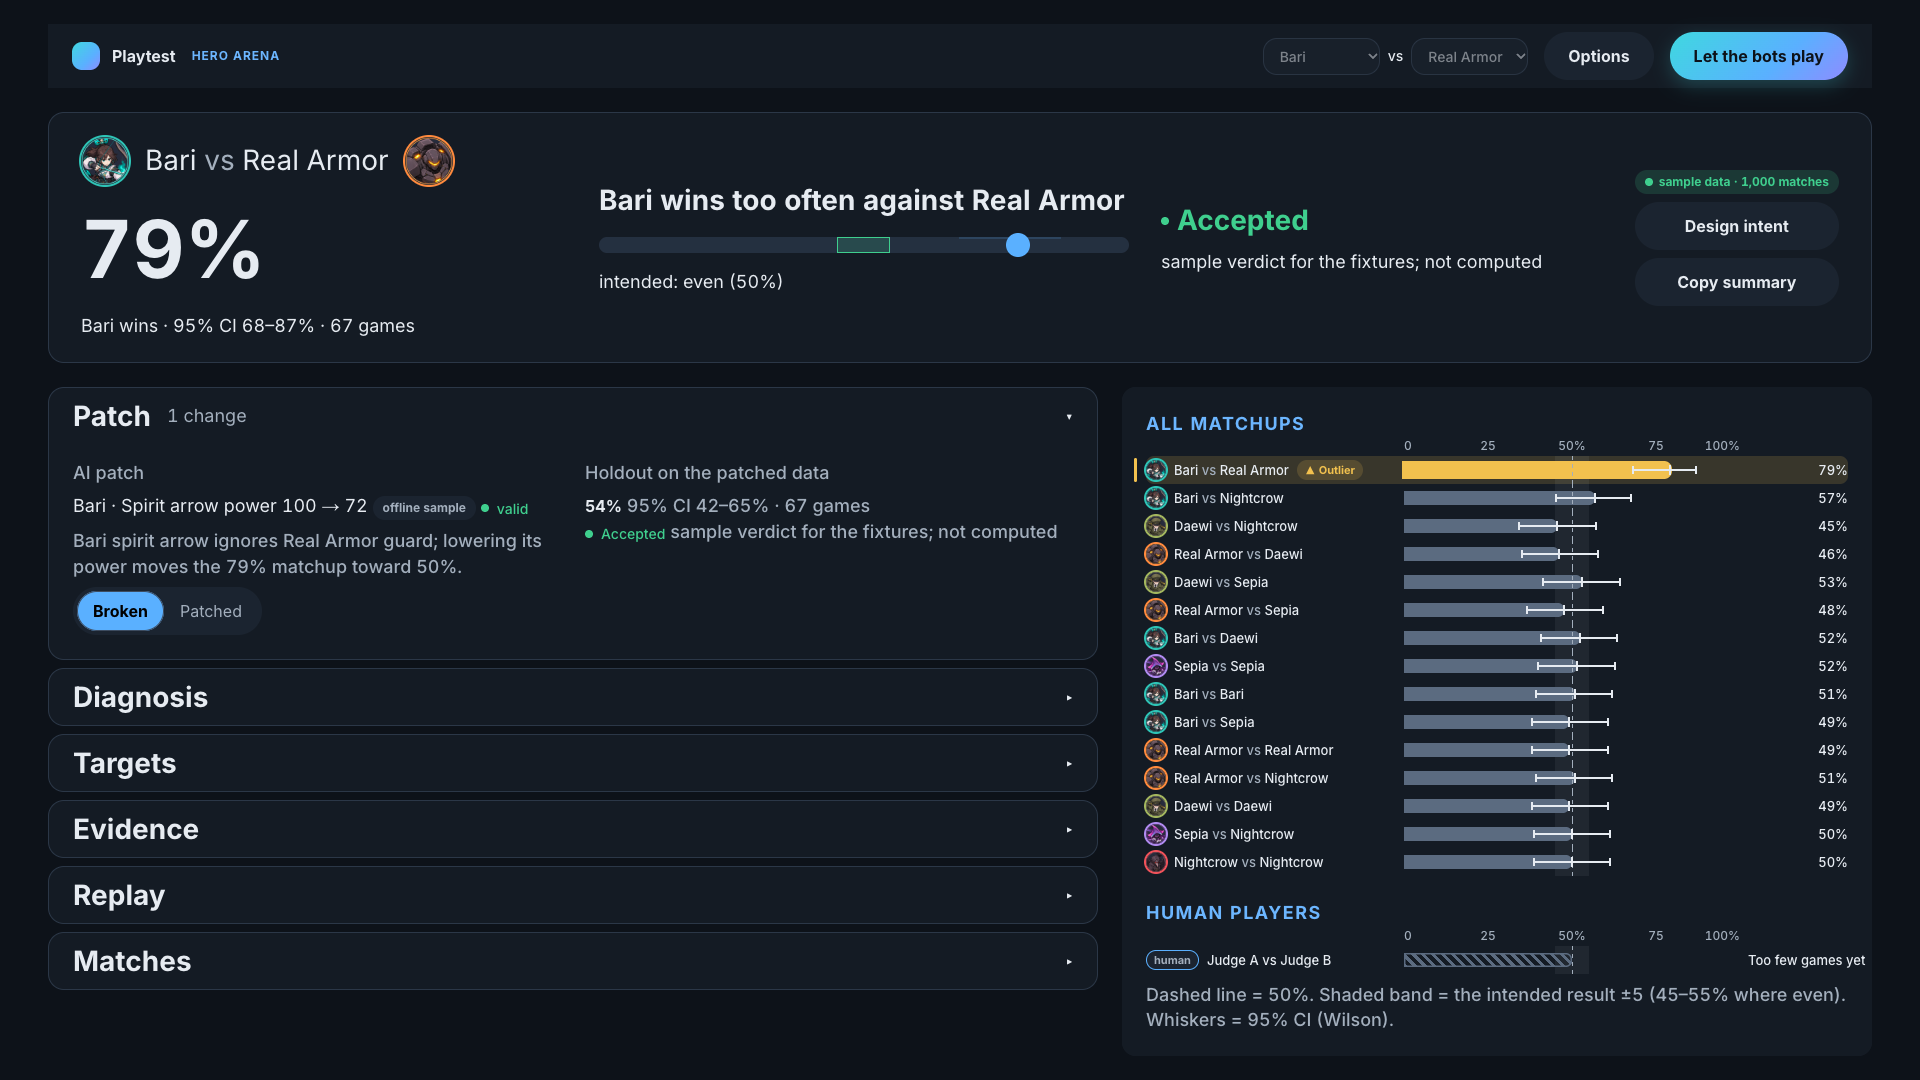 Playtest HERO ARENA
Bari vs Real Armor Options Let the bots play
Bari vs Real Armor
79%
Bari wins · 95% CI 68–87% · 67 games
Bari wins too often against Real Armor
intended: even (50%)
• Accepted
sample verdict for the fixtures; not computed
sample data · 1,000 matches
Design intent
Copy summary
Patch 1 change
AI patch
Bari · Spirit arrow power 100 → 72 offline sample valid
Bari spirit arrow ignores Real Armor guard; lowering its
power moves the 79% matchup toward 50%.
Broken Patched
Holdout on the patched data
54% 95% CI 42–65% · 67 games
Accepted sample verdict for the fixtures; not computed
Diagnosis
Targets
Evidence
Replay
Matches
ALL MATCHUPS
0 25 50% 75 100%
Bari vs Real Armor ▲ Outlier 79%
Bari vs Nightcrow 57%
Daewi vs Nightcrow 45%
Real Armor vs Daewi 46%
Daewi vs Sepia 53%
Real Armor vs Sepia 48%
Bari vs Daewi 52%
Sepia vs Sepia 52%
Bari vs Bari 51%
Bari vs Sepia 49%
Real Armor vs Real Armor 49%
Real Armor vs Nightcrow 51%
Daewi vs Daewi 49%
Sepia vs Nightcrow 50%
Nightcrow vs Nightcrow 50%
HUMAN PLAYERS
0 25 50% 75 100%
human Judge A vs Judge B Too few games yet
Dashed line = 50%. Shaded band = the intended result ±5 (45–55% where even).
Whiskers = 95% CI (Wilson).